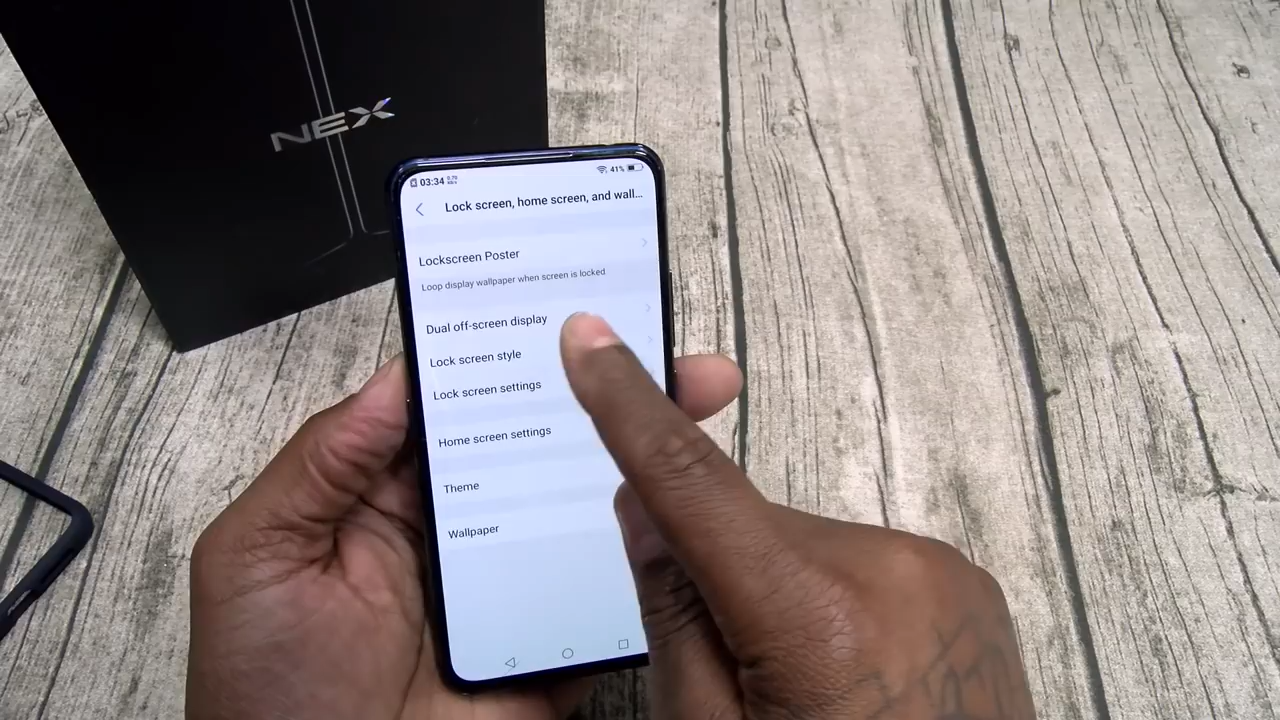 NEX
03:34
41%
Lock screen, home screen, and wall...
Lockscreen Poster
Loop display wallpaper when screen is locked
Dual off-screen display
Lock screen style
Lock screen settings
Home screen settings
Theme
Wallpaper